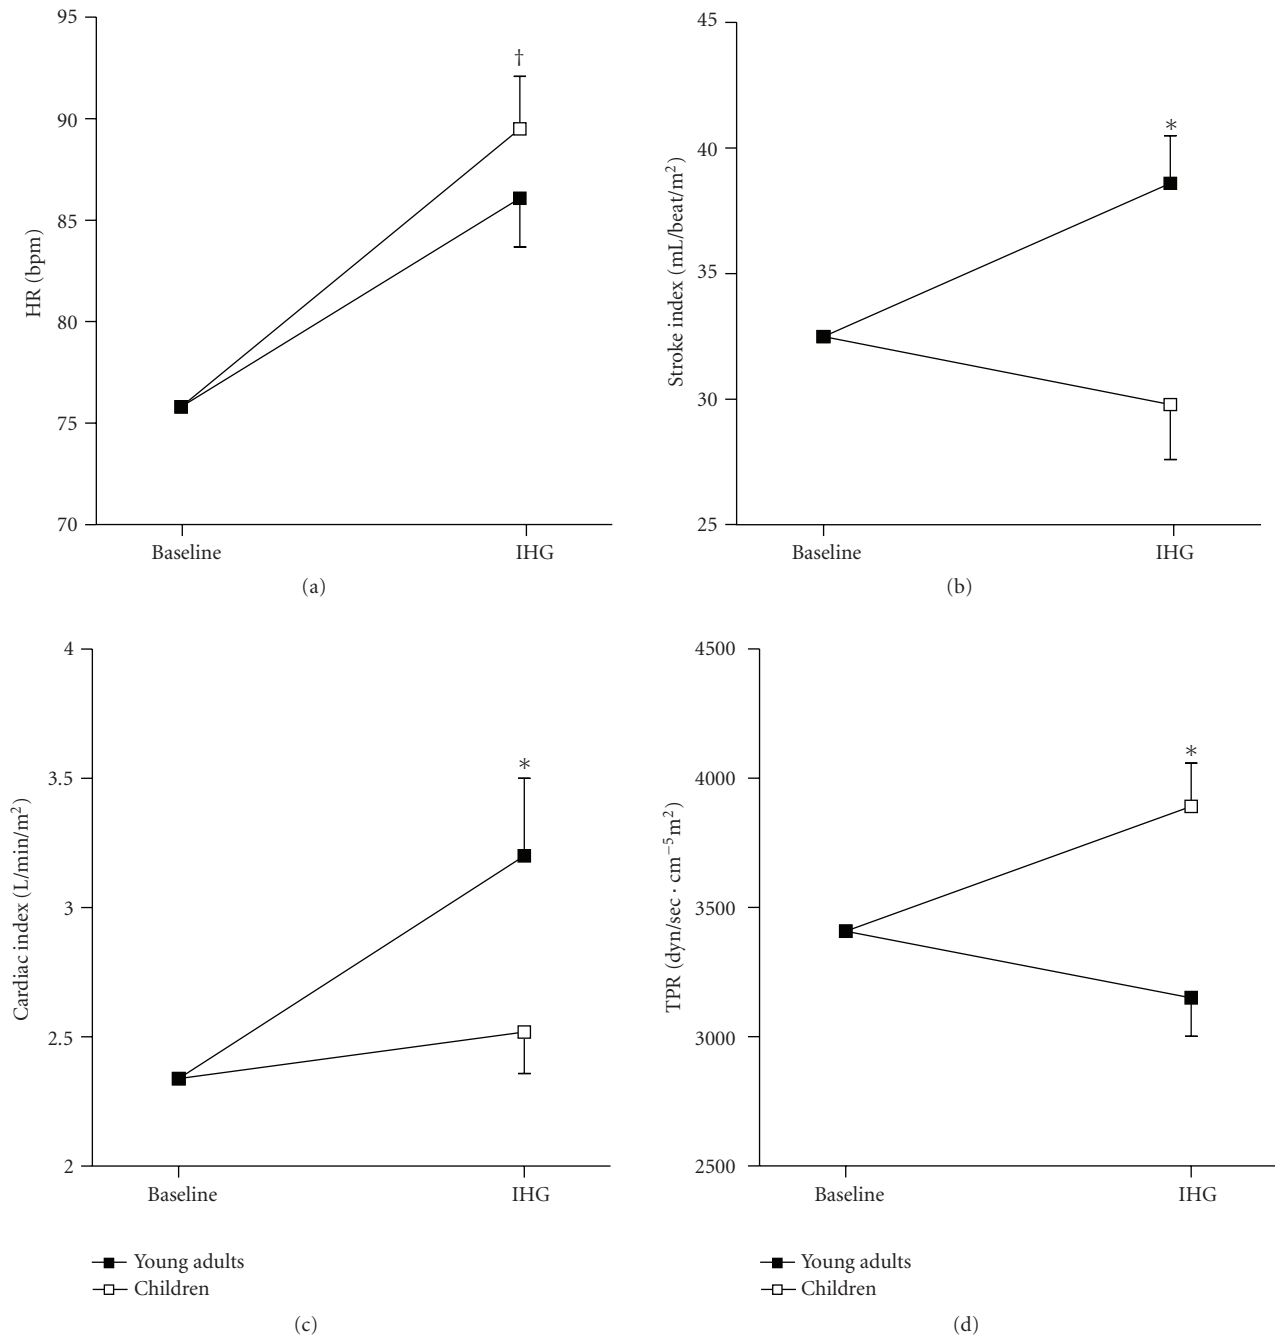 95
90
85
80
75
70
HR (bpm)
†
Baseline
IHG
(a)
45
40
35
30
25
Stroke index (mL/beat/m²)
*
Baseline
IHG
(b)
4
3.5
3
2.5
2
Cardiac index (L/min/m²)
*
Baseline
IHG
Young adults
Children
(c)
4500
4000
3500
3000
2500
TPR (dyn/sec · cm⁻⁵m²)
*
Baseline
IHG
Young adults
Children
(d)